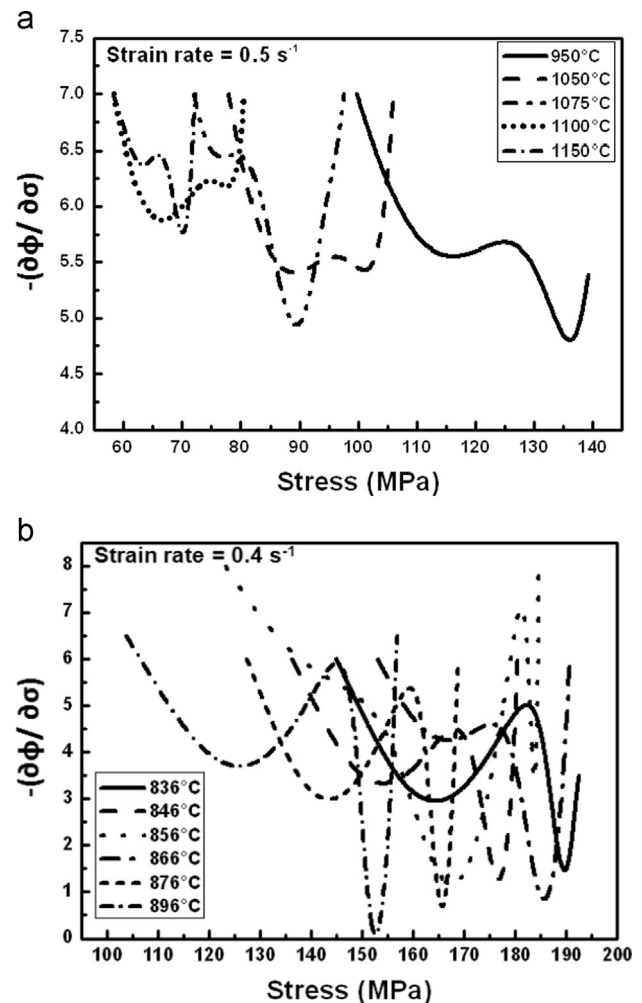 a
7.5
7.0
6.5
6.0
5.5
5.0
4.5
4.0
-(∂ϕ/ ∂σ)
Strain rate = 0.5 s⁻¹
950°C
1050°C
1075°C
1100°C
1150°C
60 70 80 90 100 110 120 130 140
Stress (MPa)
b
8
7
6
5
4
3
2
1
0
-(∂ϕ/ ∂σ)
Strain rate = 0.4 s⁻¹
836°C
846°C
856°C
866°C
876°C
896°C
100 110 120 130 140 150 160 170 180 190 200
Stress (MPa)